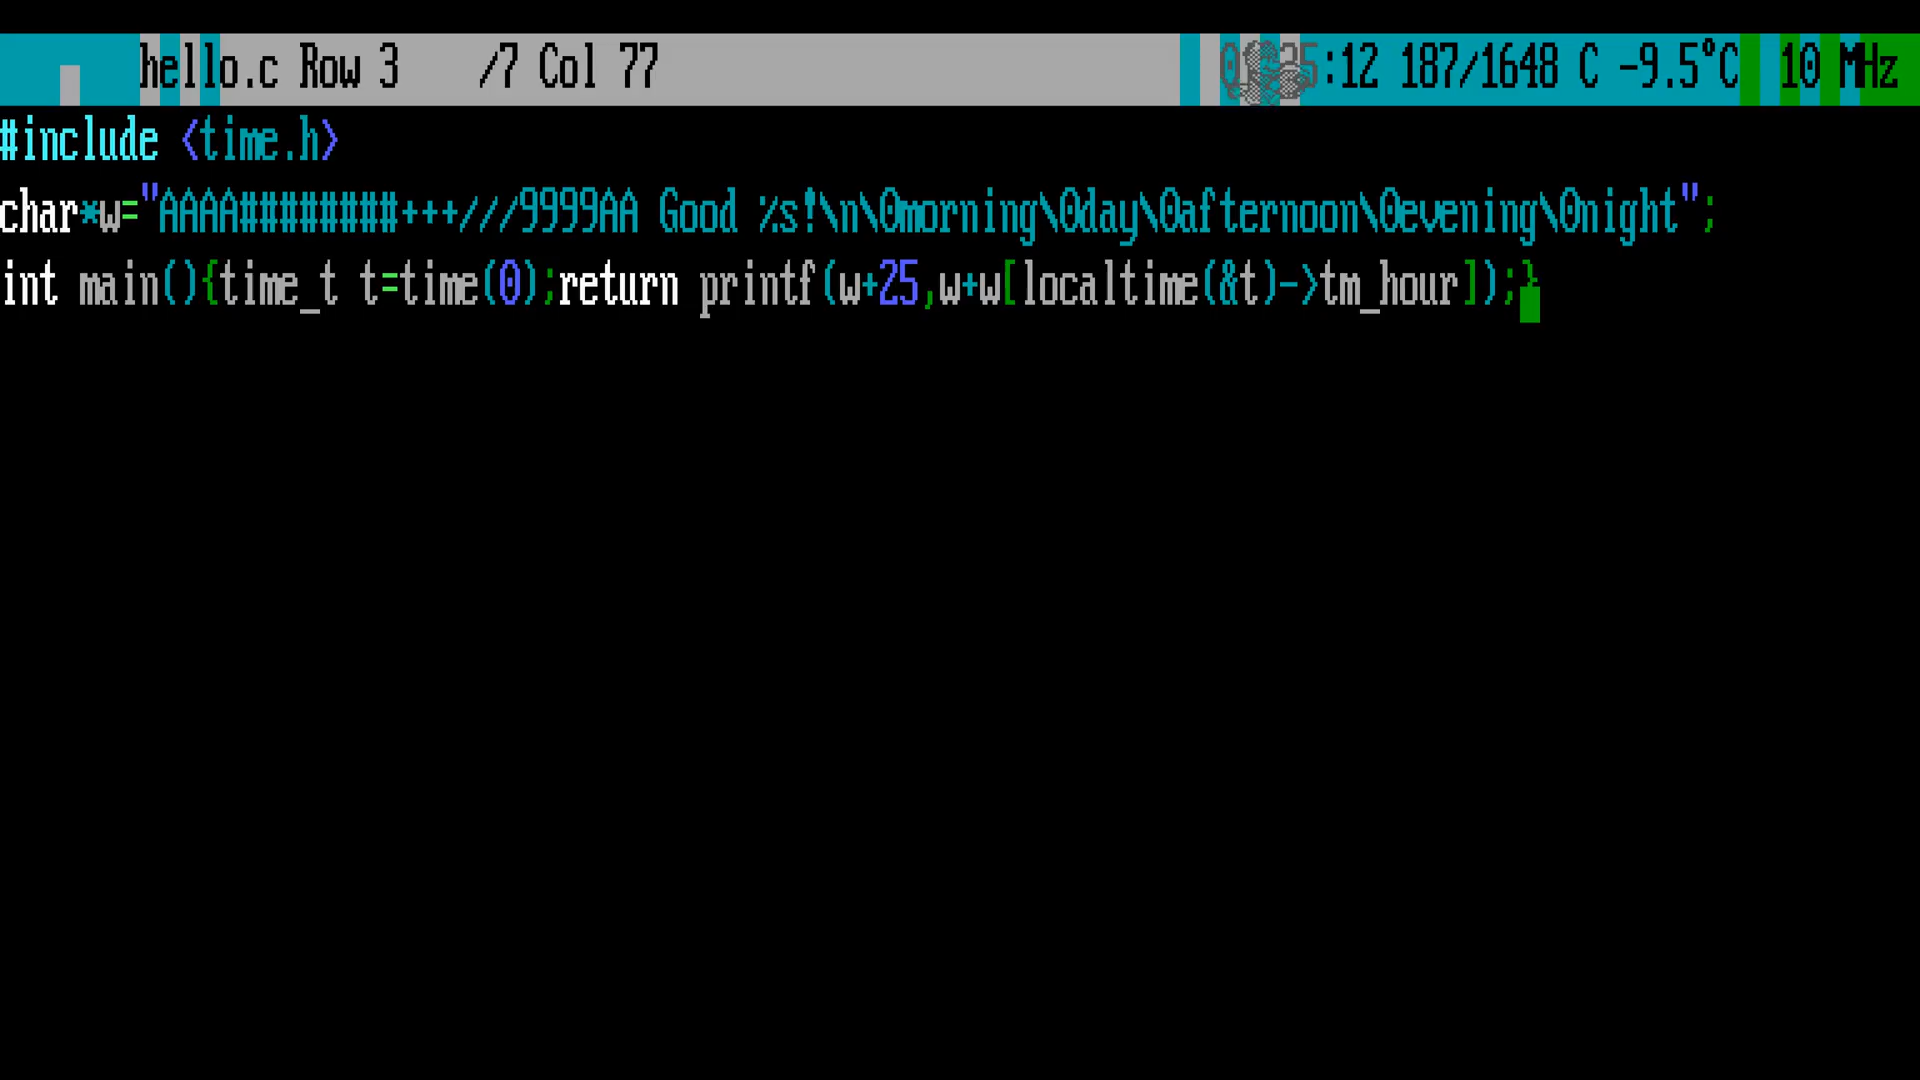 hello.c Row 3 /7 Col 77 :12 187/1648 C -9.5°C 10 MHz
#include <time.h>
char*w="AAAA########+++///9999AA Good %s!\n\0morning\0day\0afternoon\0evening\0night";
int main(){time_t t=time(0);return printf(w+25,w+w[localtime(&t)->tm_hour]);}